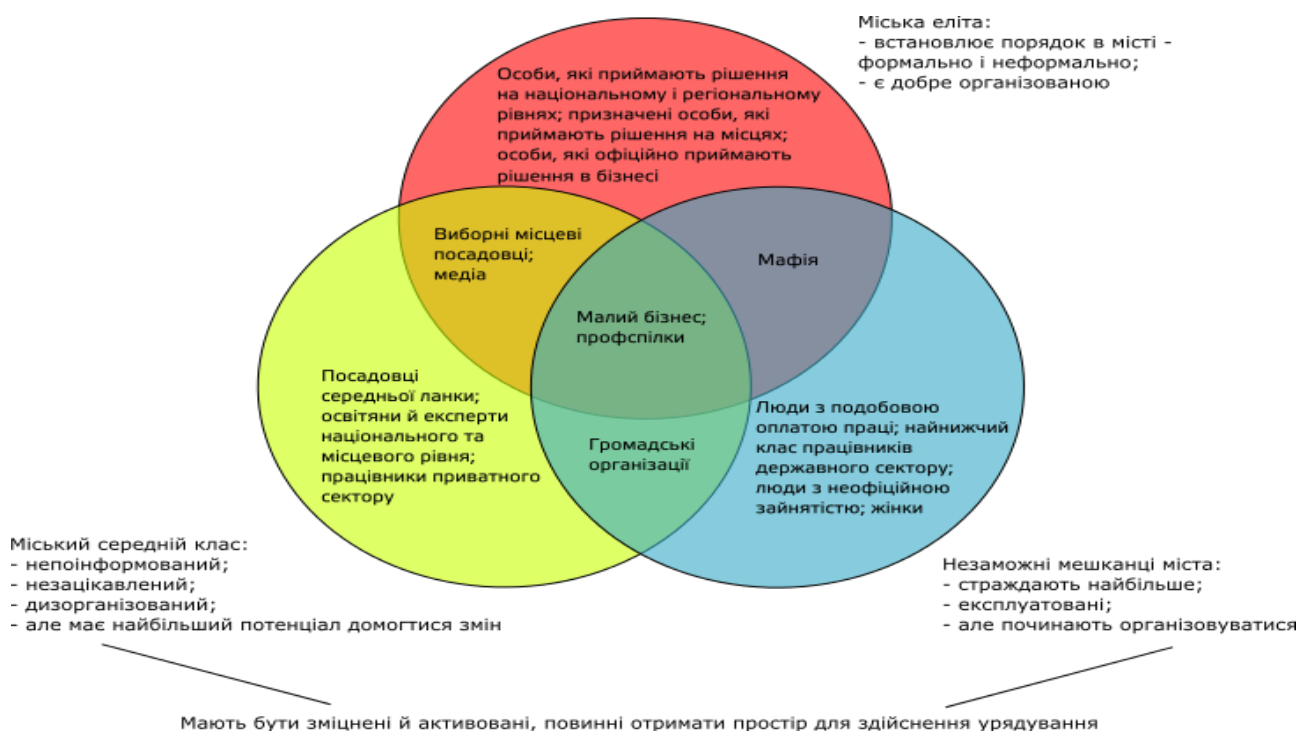 Міська еліта:
- встановлює порядок в місті -
формально і неформально;
- є добре організованою
Особи, які приймають рішення
на національному і регіональному
рівнях; призначені особи, які
приймають рішення на місцях;
особи, які офіційно приймають
рішення в бізнесі
Виборні місцеві
посадовці;
медіа
Мафія
Малий бізнес;
профспілки
Посадовці
середньої ланки;
освітяни й експерти
національного та
місцевого рівня;
працівники приватного
сектору
Громадські
організації
Люди з подобовою
оплатою праці; найнижчий
клас працівників
державного сектору;
люди з неофіційною
зайнятістю; жінки
Міський середній клас:
- непоінформований;
- незацікавлений;
- дизорганізований;
- але має найбільший потенціал домогтися змін
Незаможні мешканці міста:
- страждають найбільше;
- експлуатовані;
- але починають організовуватися
Мають бути зміцнені й активовані, повинні отримати простір для здійснення урядування